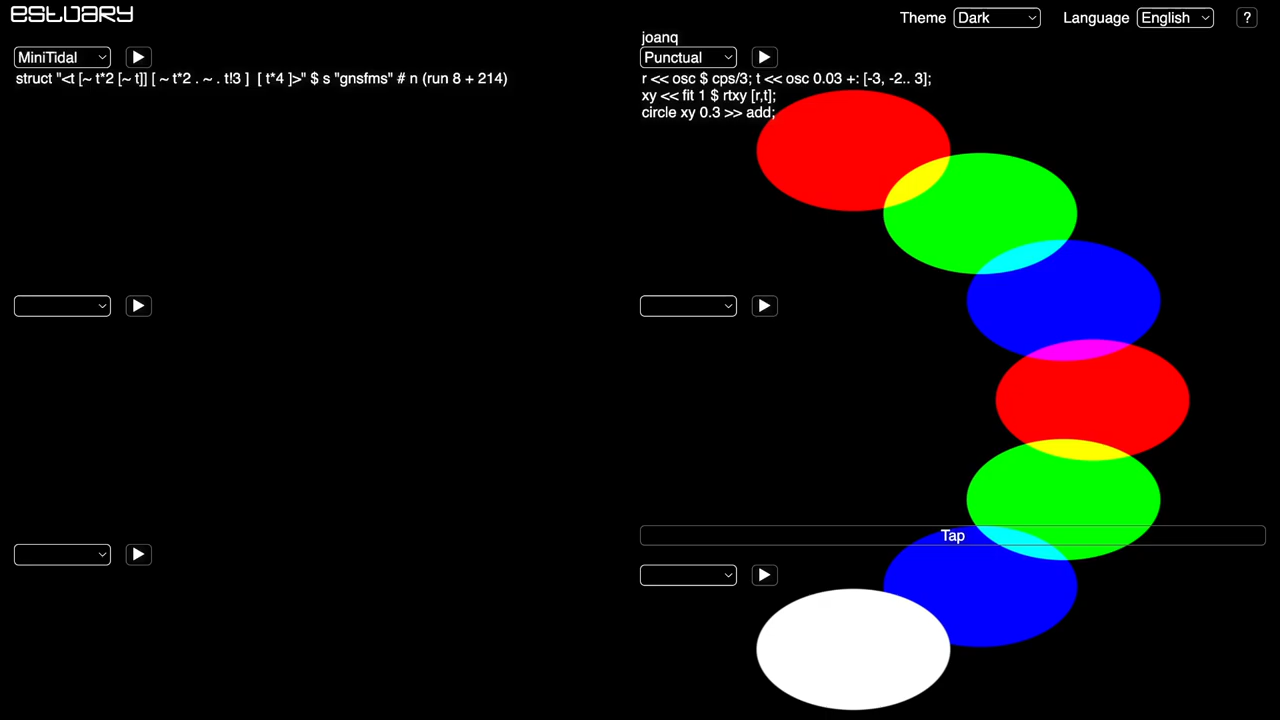 estuary
Theme Dark Language English ?
joanq
MiniTidal
struct "<t [~ t*2 [~ t]] [ ~ t*2 . ~ . t!3 ]  [ t*4 ]>" $ s "gnsfms" # n (run 8 + 214)
Punctual
r << osc $ cps/3; t << osc 0.03 +: [-3, -2.. 3];
xy << fit 1 $ rtxy [r,t];
circle xy 0.3 >> add;
Tap